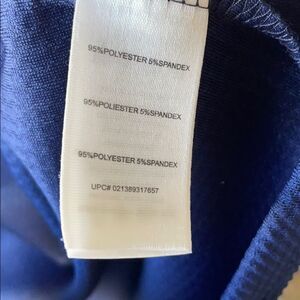 95%POLYESTER 5%SPANDEX
95%POLIESTER 5%SPANDEX
95%POLYESTER 5%SPANDEX
UPC# 021389317657